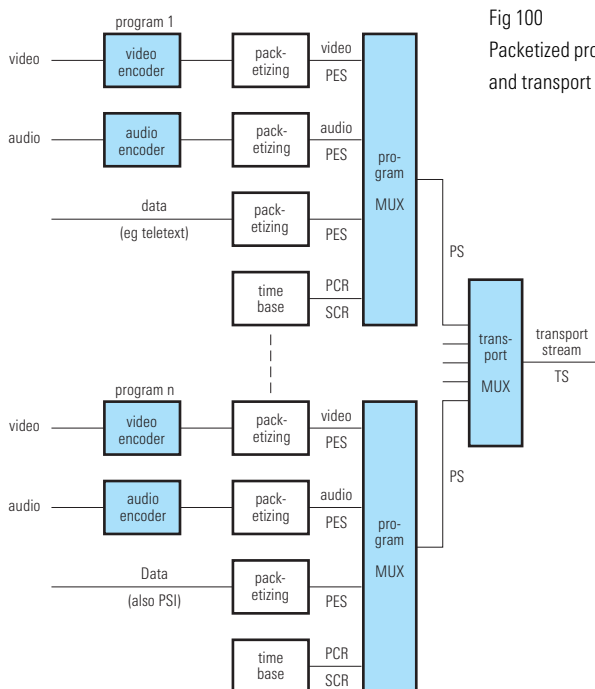 Fig 100
Packetized pro
and transport
program 1
video
video
encoder
pack-
etizing
video
PES
audio
audio
encoder
pack-
etizing
audio
PES
pro-
gram
MUX
data
(eg teletext)
pack-
etizing
PES
PS
time
base
PCR
SCR
trans-
port
MUX
transport
stream
TS
program n
video
video
encoder
pack-
etizing
video
PES
PS
audio
audio
encoder
pack-
etizing
audio
PES
pro-
gram
MUX
Data
(also PSI)
pack-
etizing
PES
time
base
PCR
SCR